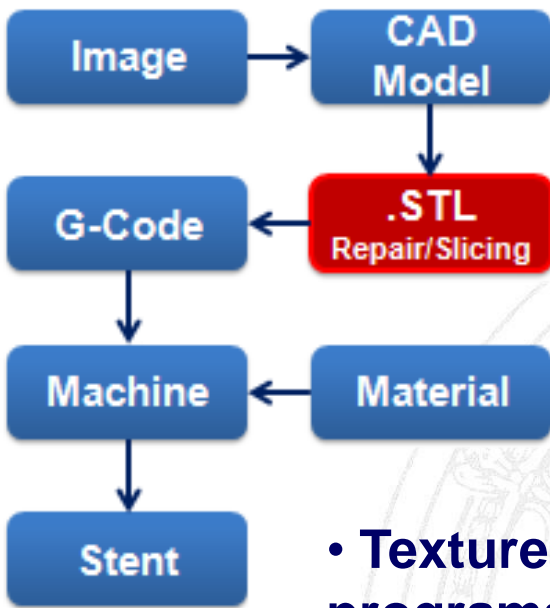 Image
CAD
Model
G-Code
.STL
Repair/Slicing
Machine
Material
Stent
• Texture